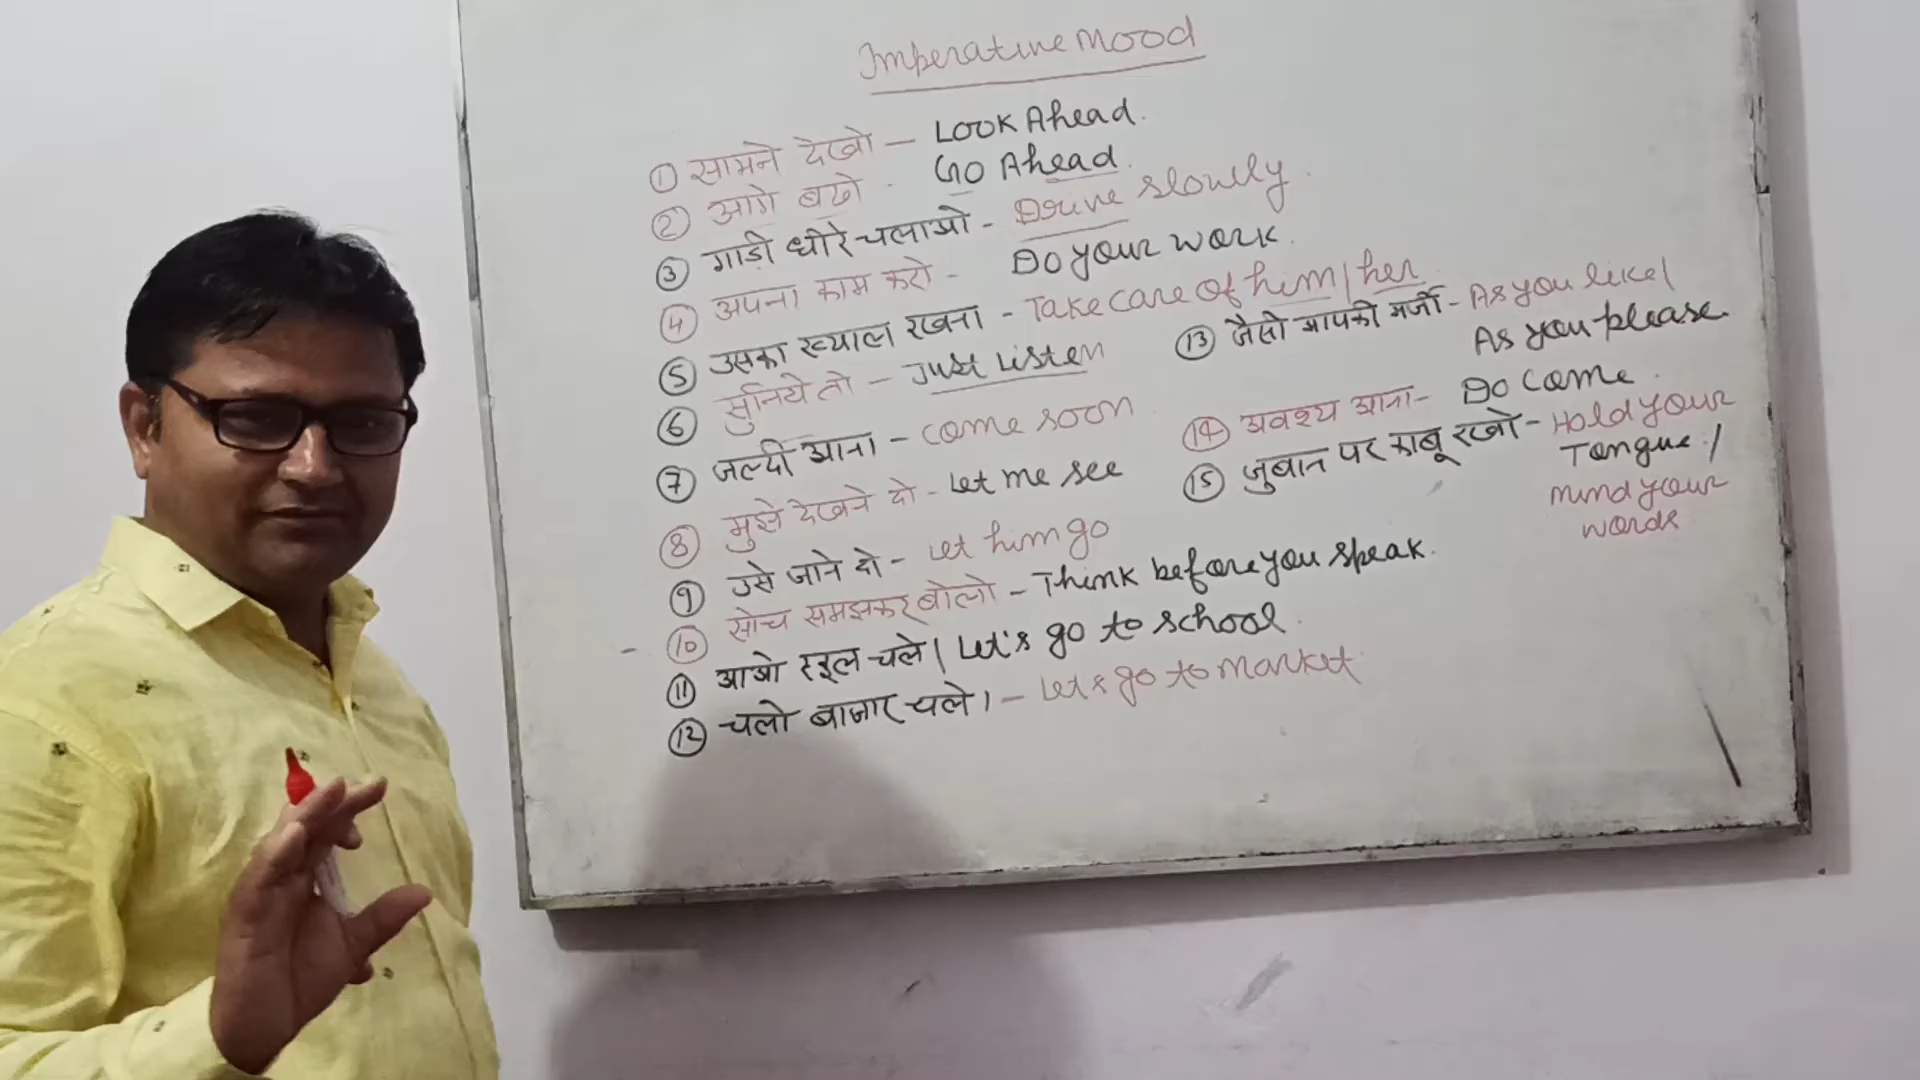 Imperative Mood
① सामने देखो - Look Ahead.
② आगे बढो - Go Ahead.
③ गाड़ी धीरे चलाओ - Drive slowly.
④ अपना काम करो - Do your work.
⑤ उसका ख्याल रखना - Take care of him/her
⑥ सुनिये तो - Just Listen
⑦ जल्दी आना - come soon
⑧ मुझे देखने दो - Let me see
⑨ उसे जाने दो - Let him go
⑩ सोच समझकर बोलो - Think before you speak.
⑪ आओ स्कूल चले। Let's go to school.
⑫ चलो बाजार चले। - Let's go to market.
⑬ जैसी आपकी मर्जी - As you like/
As you please.
⑭ अवश्य आना - Do come.
⑮ जुबान पर काबू रखो - Hold your
Tongue /
mind your
words